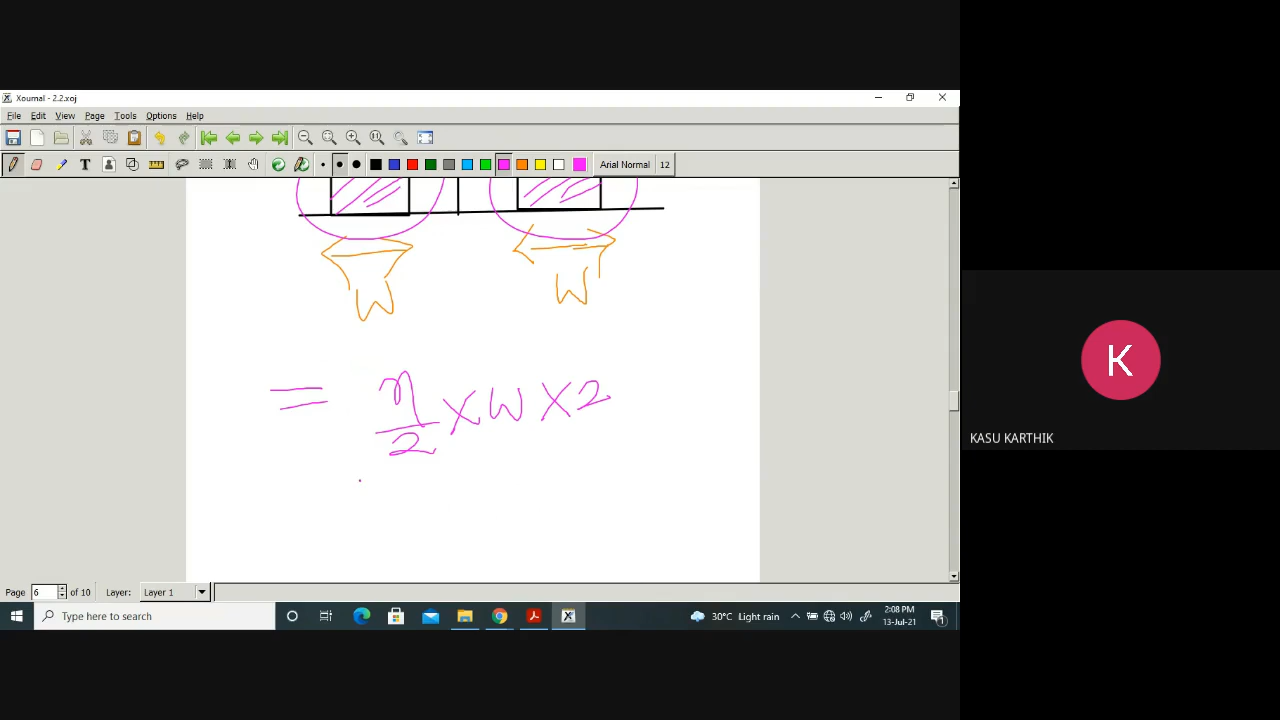 Xournal - 2.2.xoj
File Edit View Page Tools Options Help
Arial Normal 12
W W
= η/2 X W X 2
K
KASU KARTHIK
Page 6 of 10 Layer: Layer 1
Type here to search
30°C Light rain
2:08 PM
13-Jul-21
1